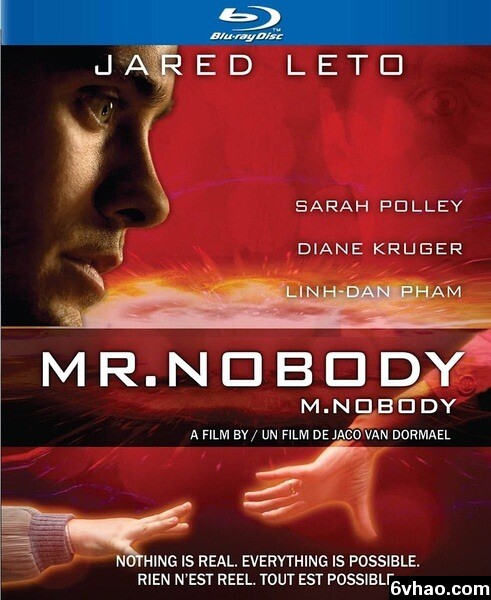 Blu-ray Disc™
JARED LETO
SARAH POLLEY
DIANE KRUGER
LINH-DAN PHAM
MR.NOBODY
M.NOBODY
A FILM BY / UN FILM DE JACO VAN DORMAEL
NOTHING IS REAL. EVERYTHING IS POSSIBLE.
RIEN N'EST REEL. TOUT EST POSSIBLE.
6vhao.com